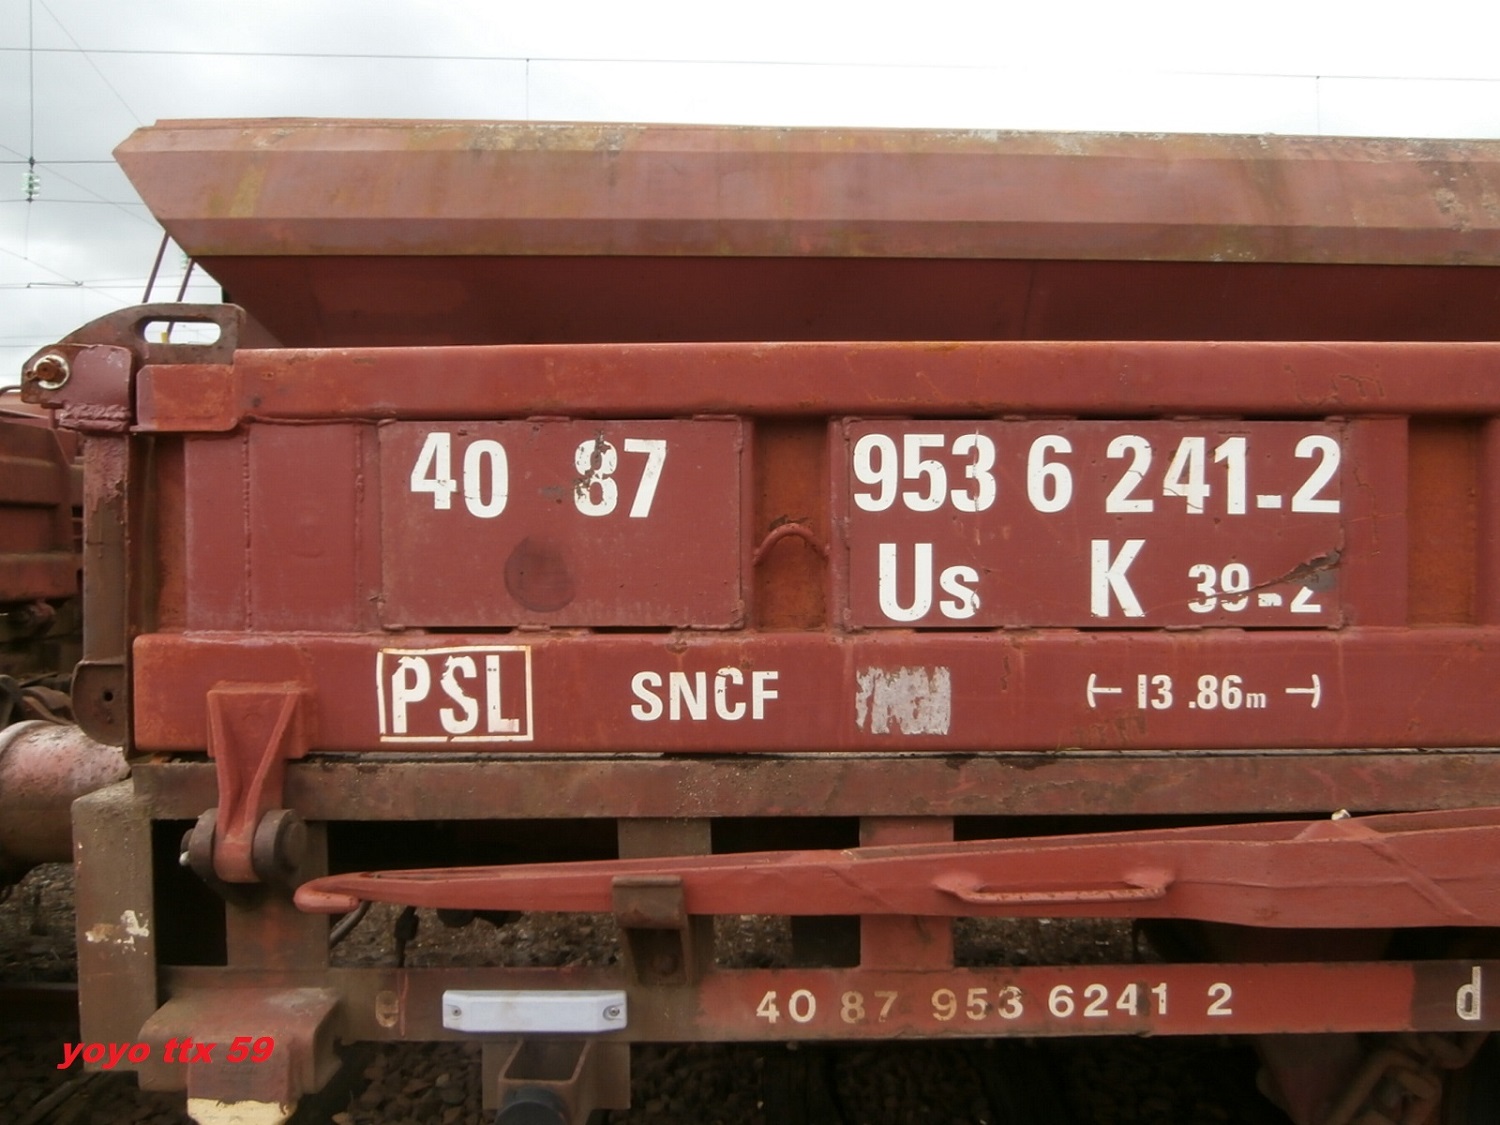 40 87 953 6 241-2
Us K 39-2
PSL SNCF 13.86m
40 87 953 6241 2
d
yoyo ttx 59